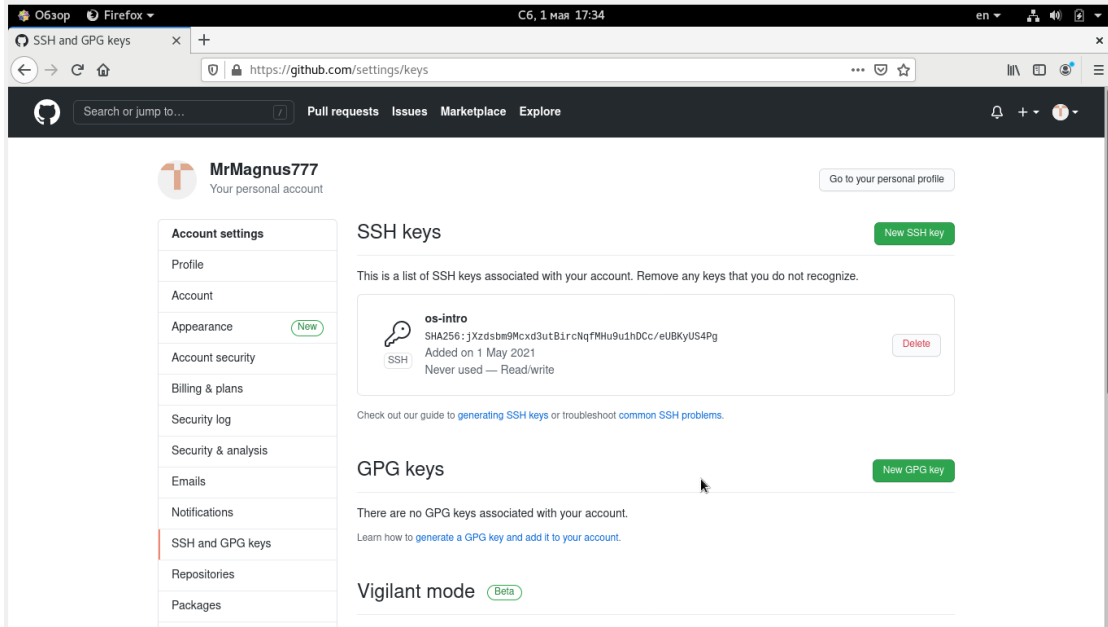 Обзор Firefox Сб, 1 мая 17:34 en
SSH and GPG keys
https://github.com/settings/keys
Search or jump to… / Pull requests Issues Marketplace Explore
MrMagnus777
Your personal account
Go to your personal profile
Account settings
Profile
Account
Appearance New
Account security
Billing & plans
Security log
Security & analysis
Emails
Notifications
SSH and GPG keys
Repositories
Packages
SSH keys
New SSH key
This is a list of SSH keys associated with your account. Remove any keys that you do not recognize.
os-intro
SHA256:jXzdsbm9Mcxd3utBircNqfMHu9u1hDCc/eUBKyUS4Pg
Added on 1 May 2021
Never used — Read/write
SSH
Delete
Check out our guide to generating SSH keys or troubleshoot common SSH problems.
GPG keys
New GPG key
There are no GPG keys associated with your account.
Learn how to generate a GPG key and add it to your account.
Vigilant mode Beta